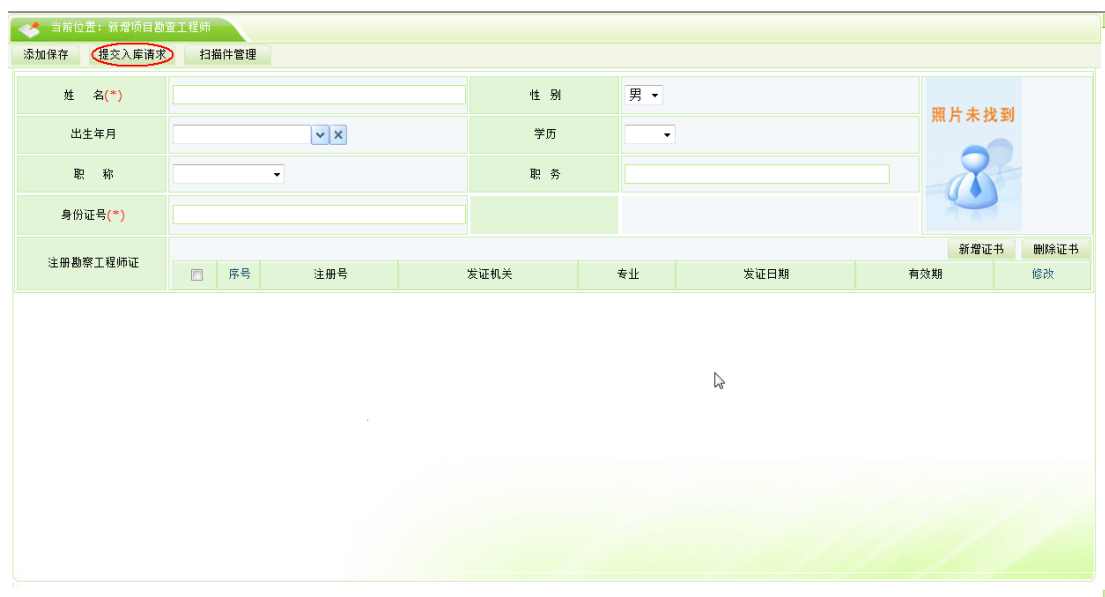 当前位置：新增项目勘查工程师
添加保存 提交入库请求 扫描件管理
姓 名(*) 性 别 男
照片未找到
出生年月 学历
职 称 职 务
身份证号(*)
新增证书 删除证书
注册勘察工程师证
序号 注册号 发证机关 专业 发证日期 有效期 修改